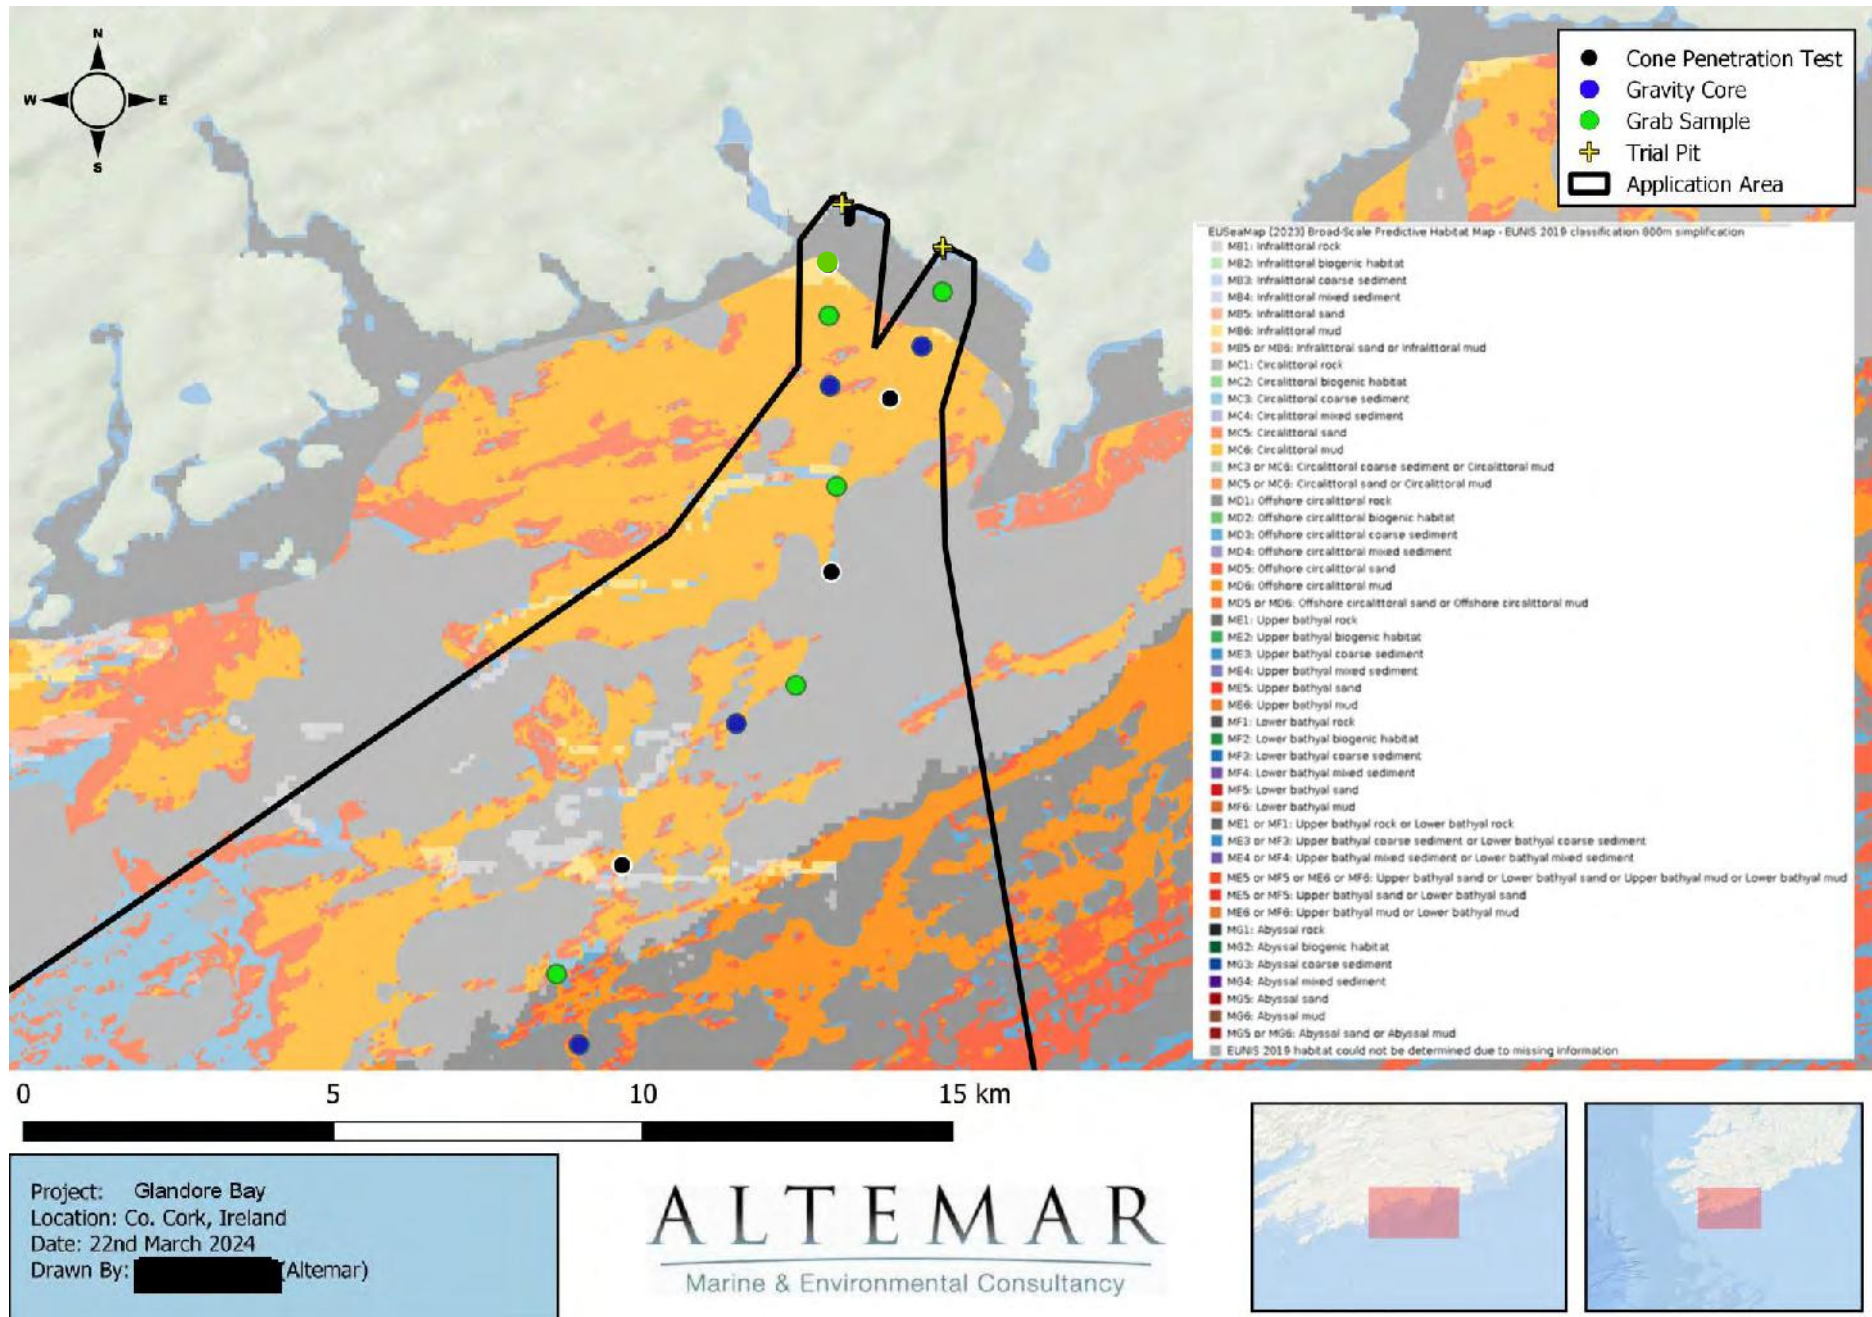 N
W E
S
Cone Penetration Test
Gravity Core
Grab Sample
Trial Pit
Application Area
EUSeaMap (2023) Broad-Scale Predictive Habitat Map - EUNIS 2019 classification 800m simplification
MB1: Infralittoral rock
MB2: Infralittoral biogenic habitat
MB3: Infralittoral coarse sediment
MB4: Infralittoral mixed sediment
MB5: Infralittoral sand
MB6: Infralittoral mud
MB5 or MB6: Infralittoral sand or Infralittoral mud
MC1: Circalittoral rock
MC2: Circalittoral biogenic habitat
MC3: Circalittoral coarse sediment
MC4: Circalittoral mixed sediment
MC5: Circalittoral sand
MC6: Circalittoral mud
MC3 or MC6: Circalittoral coarse sediment or Circalittoral mud
MC5 or MC6: Circalittoral sand or Circalittoral mud
MD1: Offshore circalittoral rock
MD2: Offshore circalittoral biogenic habitat
MD3: Offshore circalittoral coarse sediment
MD4: Offshore circalittoral mixed sediment
MD5: Offshore circalittoral sand
MD6: Offshore circalittoral mud
MD5 or MD6: Offshore circalittoral sand or Offshore circalittoral mud
ME1: Upper bathyal rock
ME2: Upper bathyal biogenic habitat
ME3: Upper bathyal coarse sediment
ME4: Upper bathyal mixed sediment
ME5: Upper bathyal sand
ME6: Upper bathyal mud
MF1: Lower bathyal rock
MF2: Lower bathyal biogenic habitat
MF3: Lower bathyal coarse sediment
MF4: Lower bathyal mixed sediment
MF5: Lower bathyal sand
MF6: Lower bathyal mud
ME1 or MF1: Upper bathyal rock or Lower bathyal rock
ME3 or MF3: Upper bathyal coarse sediment or Lower bathyal coarse sediment
ME4 or MF4: Upper bathyal mixed sediment or Lower bathyal mixed sediment
ME5 or MF5 or ME6 or MF6: Upper bathyal sand or Lower bathyal sand or Upper bathyal mud or Lower bathyal mud
ME5 or MF5: Upper bathyal sand or Lower bathyal sand
ME6 or MF6: Upper bathyal mud or Lower bathyal mud
MG1: Abyssal rock
MG2: Abyssal biogenic habitat
MG3: Abyssal coarse sediment
MG4: Abyssal mixed sediment
MG5: Abyssal sand
MG6: Abyssal mud
MG5 or MG6: Abyssal sand or Abyssal mud
EUNIS 2019 habitat could not be determined due to missing information
0 5 10 15 km
Project: Glandore Bay
Location: Co. Cork, Ireland
Date: 22nd March 2024
Drawn By: (Altemar)
ALTEMAR
Marine & Environmental Consultancy